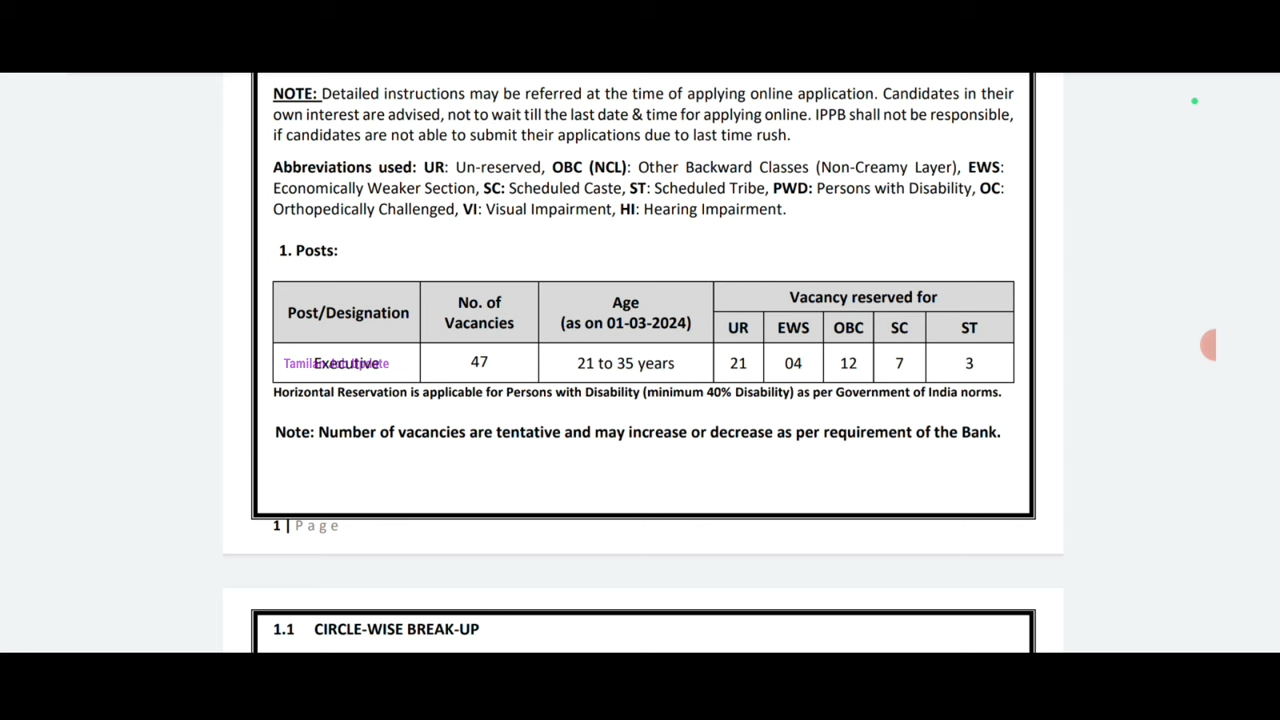 NOTE: Detailed instructions may be referred at the time of applying online application. Candidates in their
own interest are advised, not to wait till the last date & time for applying online. IPPB shall not be responsible,
if candidates are not able to submit their applications due to last time rush.
Abbreviations used: UR: Un-reserved, OBC (NCL): Other Backward Classes (Non-Creamy Layer), EWS:
Economically Weaker Section, SC: Scheduled Caste, ST: Scheduled Tribe, PWD: Persons with Disability, OC:
Orthopedically Challenged, VI: Visual Impairment, HI: Hearing Impairment.
1. Posts:
Post/Designation No. of Vacancies Age (as on 01-03-2024) Vacancy reserved for
UR EWS OBC SC ST
Executive 47 21 to 35 years 21 04 12 7 3
Horizontal Reservation is applicable for Persons with Disability (minimum 40% Disability) as per Government of India norms.
Note: Number of vacancies are tentative and may increase or decrease as per requirement of the Bank.
1 | Page
1.1 CIRCLE-WISE BREAK-UP